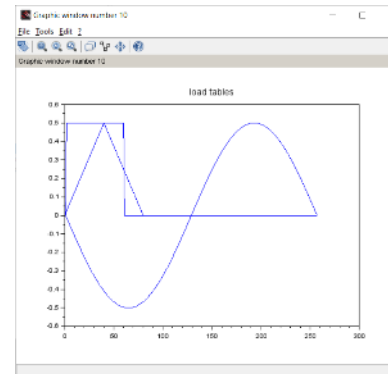 Graphic window number 10
File Tools Edit ?
Graphic window number 10
load tables
0.6
0.5
0.4
0.3
0.2
0.1
0
-0.1
-0.2
-0.3
-0.4
-0.5
-0.6
0 50 100 150 200 250 300